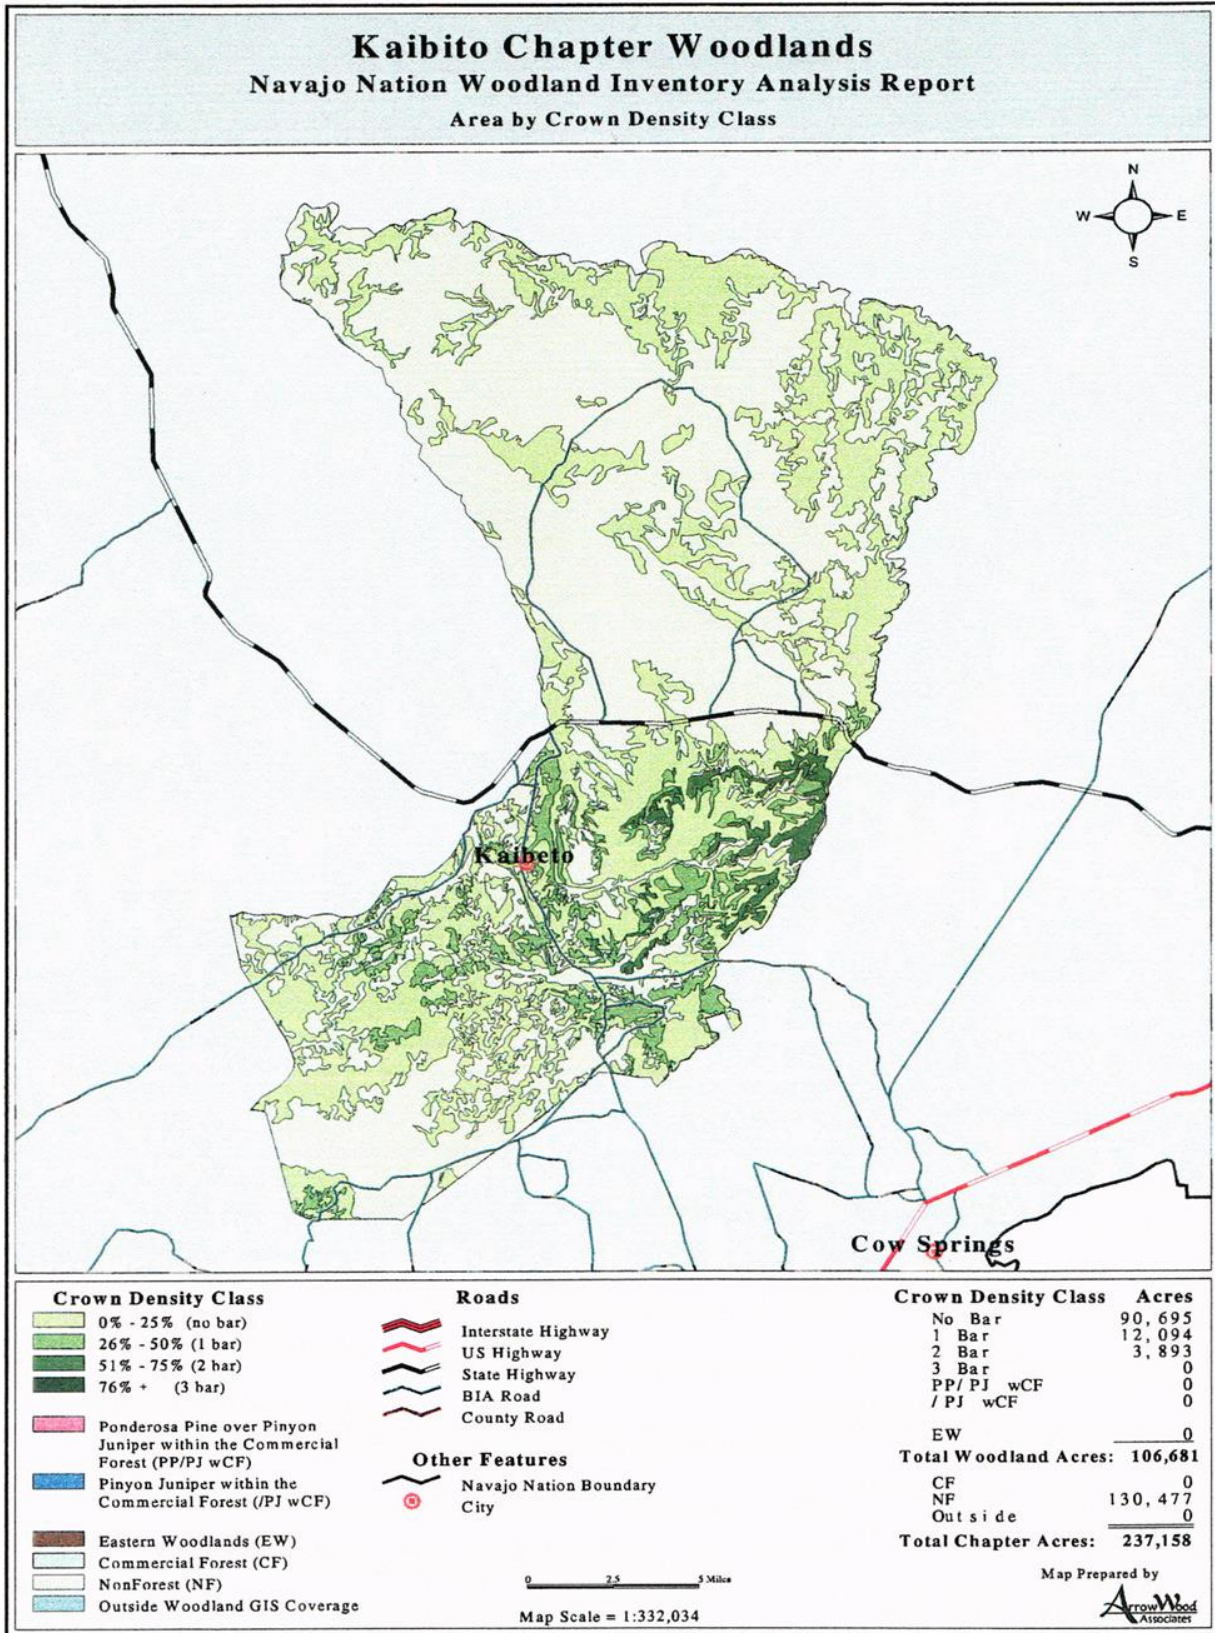 Kaibito Chapter Woodlands
Navajo Nation Woodland Inventory Analysis Report
Area by Crown Density Class
N
W E
S
Kaibeto
Cow Springs
Crown Density Class
0% - 25% (no bar)
26% - 50% (1 bar)
51% - 75% (2 bar)
76% + (3 bar)
Ponderosa Pine over Pinyon
Juniper within the Commercial
Forest (PP/PJ wCF)
Pinyon Juniper within the
Commercial Forest (/PJ wCF)
Eastern Woodlands (EW)
Commercial Forest (CF)
NonForest (NF)
Outside Woodland GIS Coverage
Roads
Interstate Highway
US Highway
State Highway
BIA Road
County Road
Other Features
Navajo Nation Boundary
City
0 2.5 5 Miles
Map Scale = 1:332,034
Crown Density Class Acres
No Bar 90,695
1 Bar 12,094
2 Bar 3,893
3 Bar 0
PP/PJ wCF 0
/PJ wCF 0
EW 0
Total Woodland Acres: 106,681
CF 0
NF 130,477
Outside 0
Total Chapter Acres: 237,158
Map Prepared by
ArrowWood
Associates